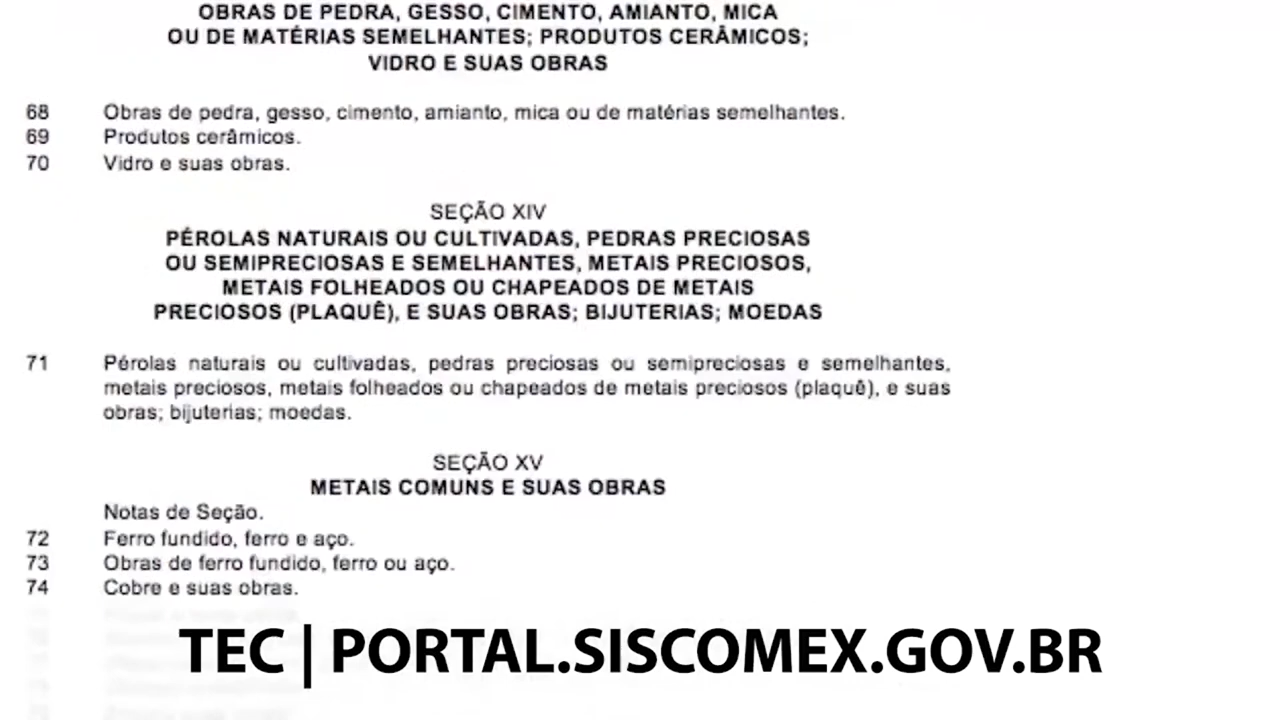 OBRAS DE PEDRA, GESSO, CIMENTO, AMIANTO, MICA
OU DE MATÉRIAS SEMELHANTES; PRODUTOS CERÂMICOS;
VIDRO E SUAS OBRAS
68 Obras de pedra, gesso, cimento, amianto, mica ou de matérias semelhantes.
69 Produtos cerâmicos.
70 Vidro e suas obras.
SEÇÃO XIV
PÉROLAS NATURAIS OU CULTIVADAS, PEDRAS PRECIOSAS
OU SEMIPRECIOSAS E SEMELHANTES, METAIS PRECIOSOS,
METAIS FOLHEADOS OU CHAPEADOS DE METAIS
PRECIOSOS (PLAQUÊ), E SUAS OBRAS; BIJUTERIAS; MOEDAS
71 Pérolas naturais ou cultivadas, pedras preciosas ou semipreciosas e semelhantes,
metais preciosos, metais folheados ou chapeados de metais preciosos (plaquê), e suas
obras; bijuterias; moedas.
SEÇÃO XV
METAIS COMUNS E SUAS OBRAS
Notas de Seção.
72 Ferro fundido, ferro e aço.
73 Obras de ferro fundido, ferro ou aço.
74 Cobre e suas obras.
TEC | PORTAL.SISCOMEX.GOV.BR